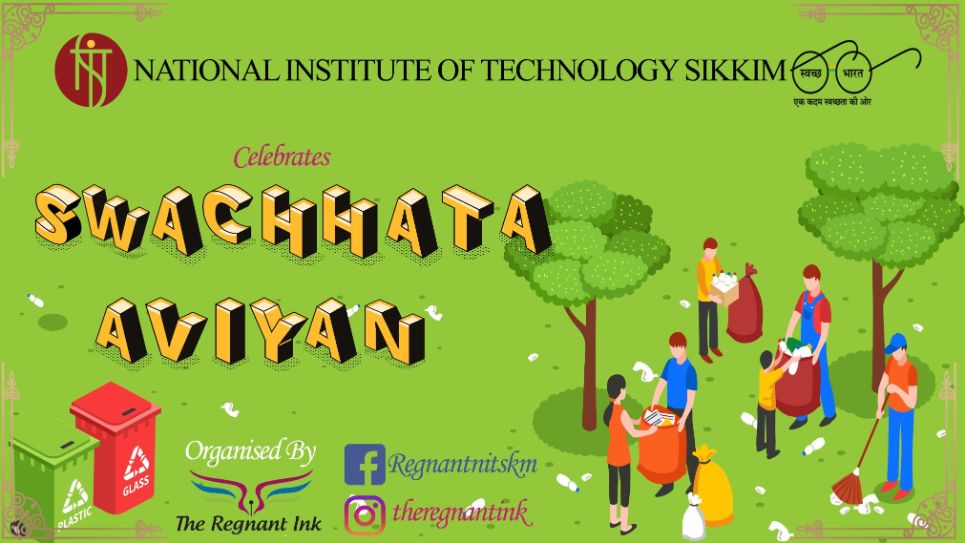 NATIONAL INSTITUTE OF TECHNOLOGY SIKKIM
स्वच्छ भारत
एक कदम स्वच्छता की ओर
Celebrates
SWACHHATA
AVIYAN
PLASTIC
GLASS
Organised By
The Regnant Ink
Regnantnitskm
theregnantink